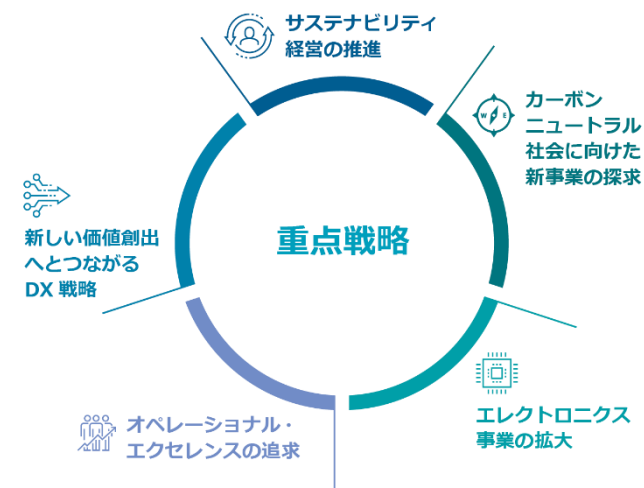 サステナビリティ
経営の推進
W E
カーボン
ニュートラル
社会に向けた
新事業の探求
重点戦略
新しい価値創出
へとつながる
DX 戦略
エレクトロニクス
事業の拡大
オペレーショナル・
エクセレンスの追求